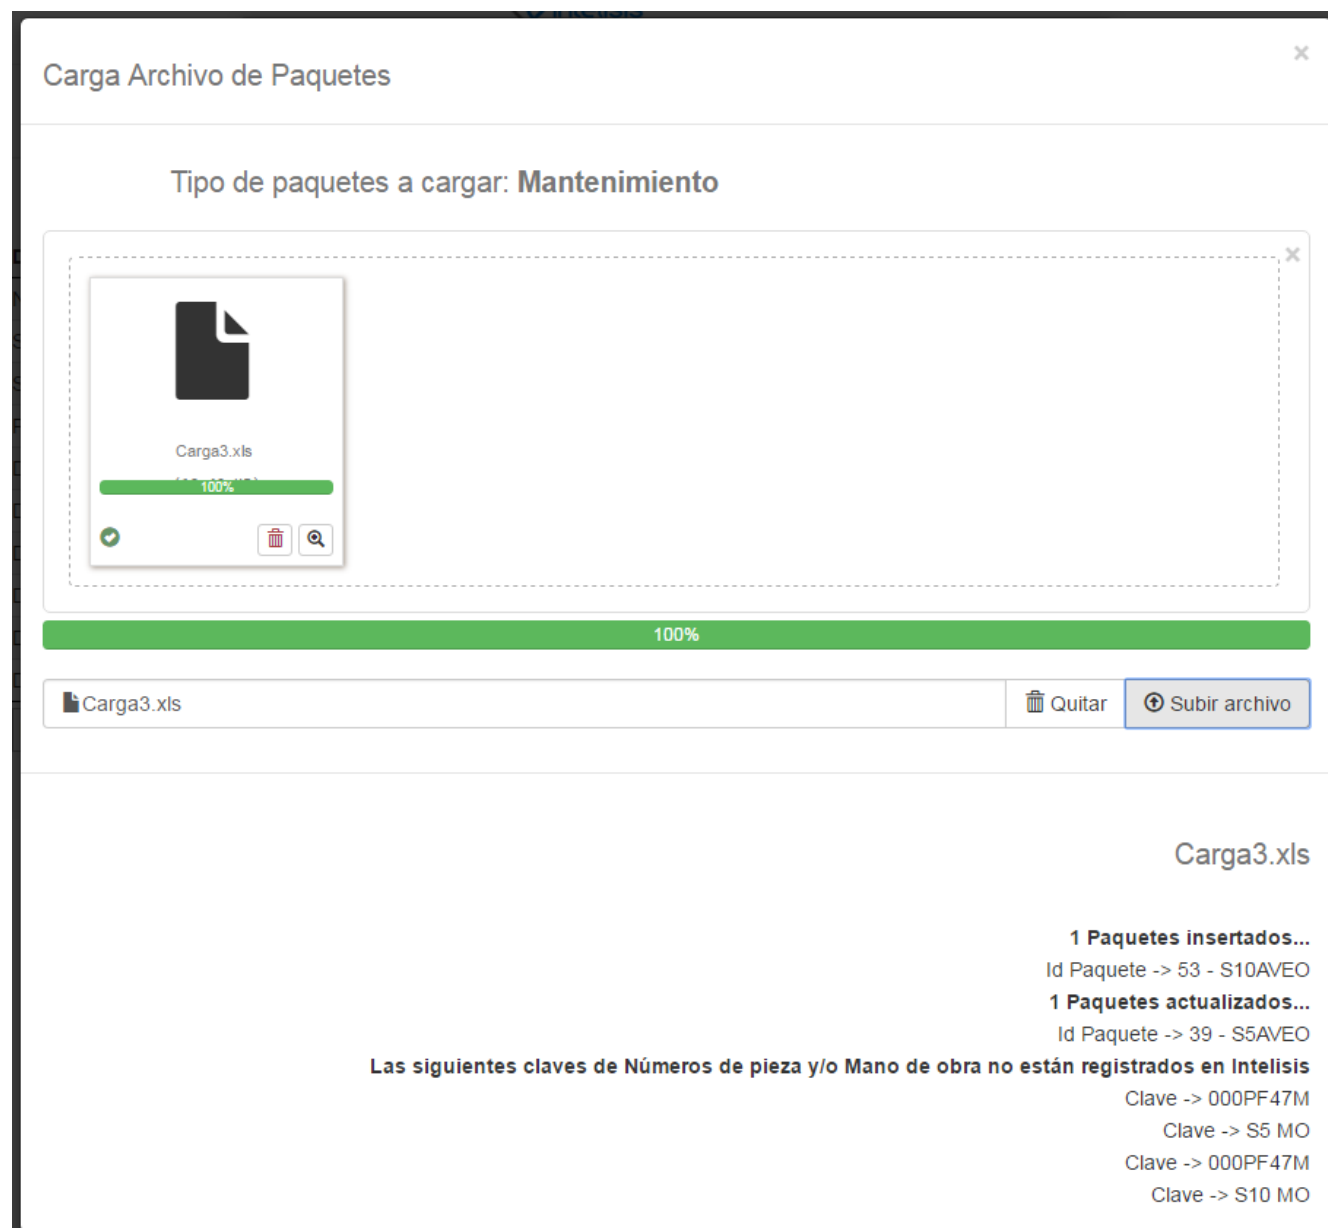 Carga Archivo de Paquetes
×
Tipo de paquetes a cargar: Mantenimiento
×
Carga3.xls
100%
100%
Carga3.xls
Quitar
Subir archivo
Carga3.xls
1 Paquetes insertados...
Id Paquete -> 53 - S10AVEO
1 Paquetes actualizados...
Id Paquete -> 39 - S5AVEO
Las siguientes claves de Números de pieza y/o Mano de obra no están registrados en Intelisis
Clave -> 000PF47M
Clave -> S5 MO
Clave -> 000PF47M
Clave -> S10 MO